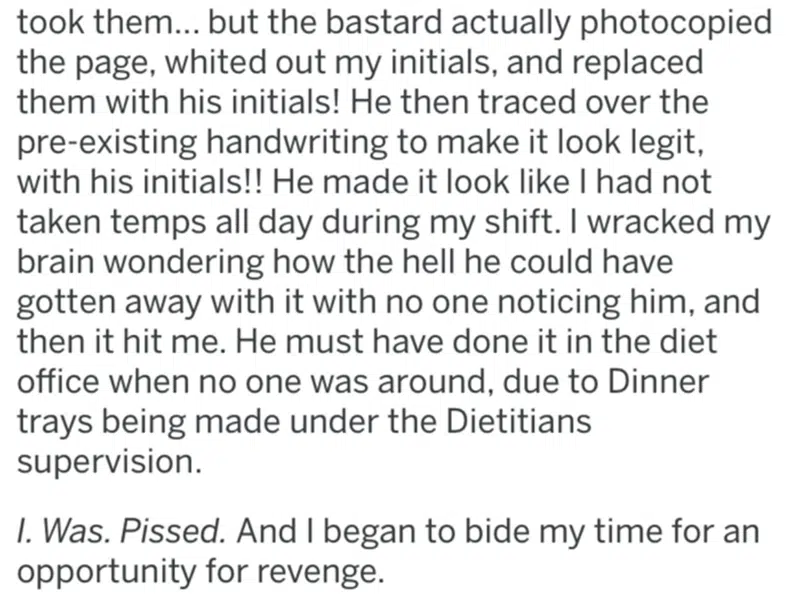 took them... but the bastard actually photocopied
the page, whited out my initials, and replaced
them with his initials! He then traced over the
pre-existing handwriting to make it look legit,
with his initials!! He made it look like I had not
taken temps all day during my shift. I wracked my
brain wondering how the hell he could have
gotten away with it with no one noticing him, and
then it hit me. He must have done it in the diet
office when no one was around, due to Dinner
trays being made under the Dietitians
supervision.
I. Was. Pissed. And I began to bide my time for an
opportunity for revenge.